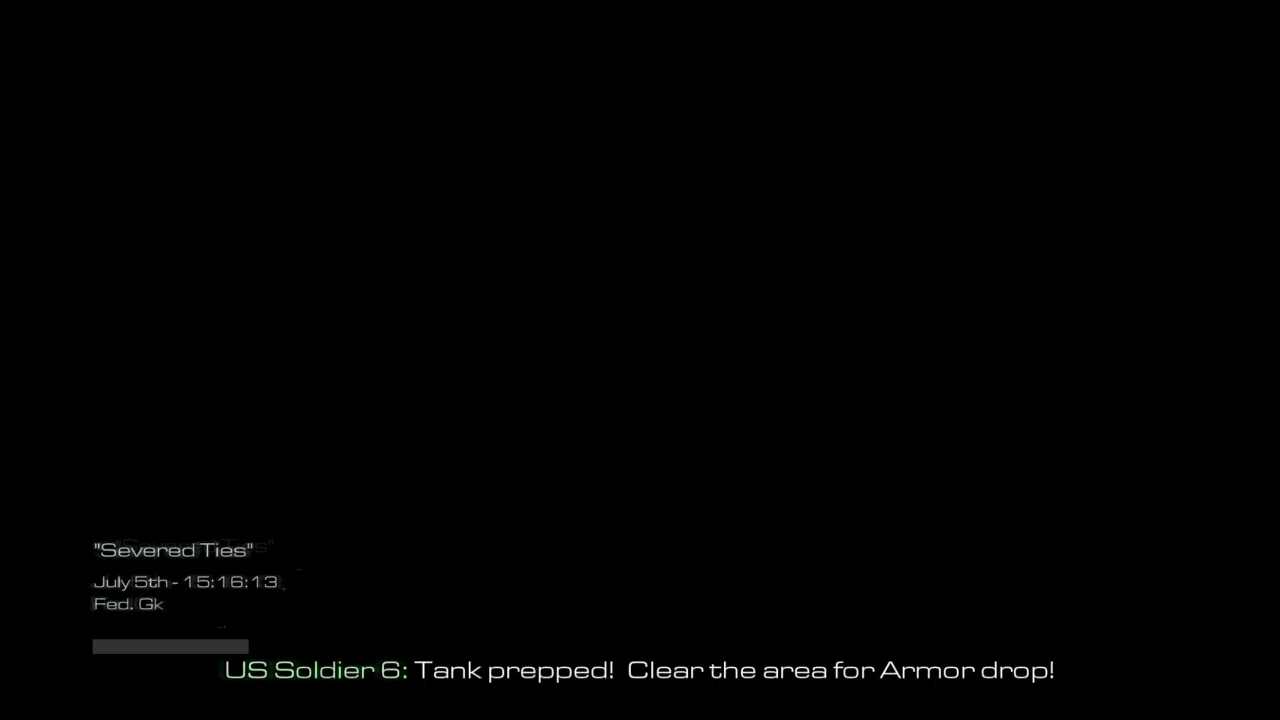 "Severed Ties"
July 5th - 15:16:13
Fed. Gk
US Soldier 6: Tank prepped!  Clear the area for Armor drop!